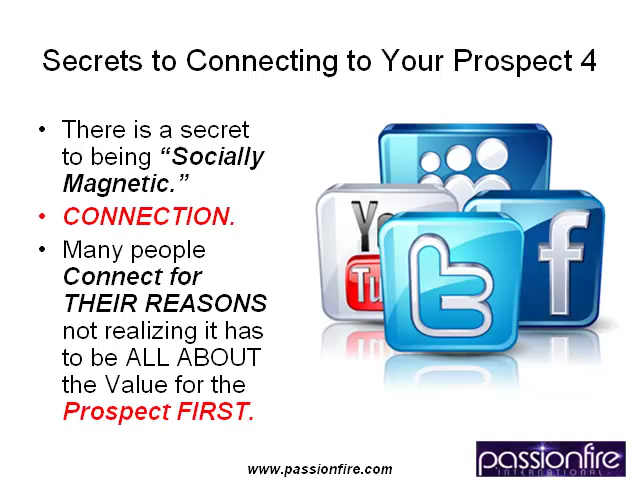 Secrets to Connecting to Your Prospect 4
• There is a secret
to being “Socially
Magnetic.”
• CONNECTION.
• Many people
Connect for
THEIR REASONS
not realizing it has
to be ALL ABOUT
the Value for the
Prospect FIRST.
You
Tu
t
f
www.passionfire.com
passionfire
INTERNATIONAL